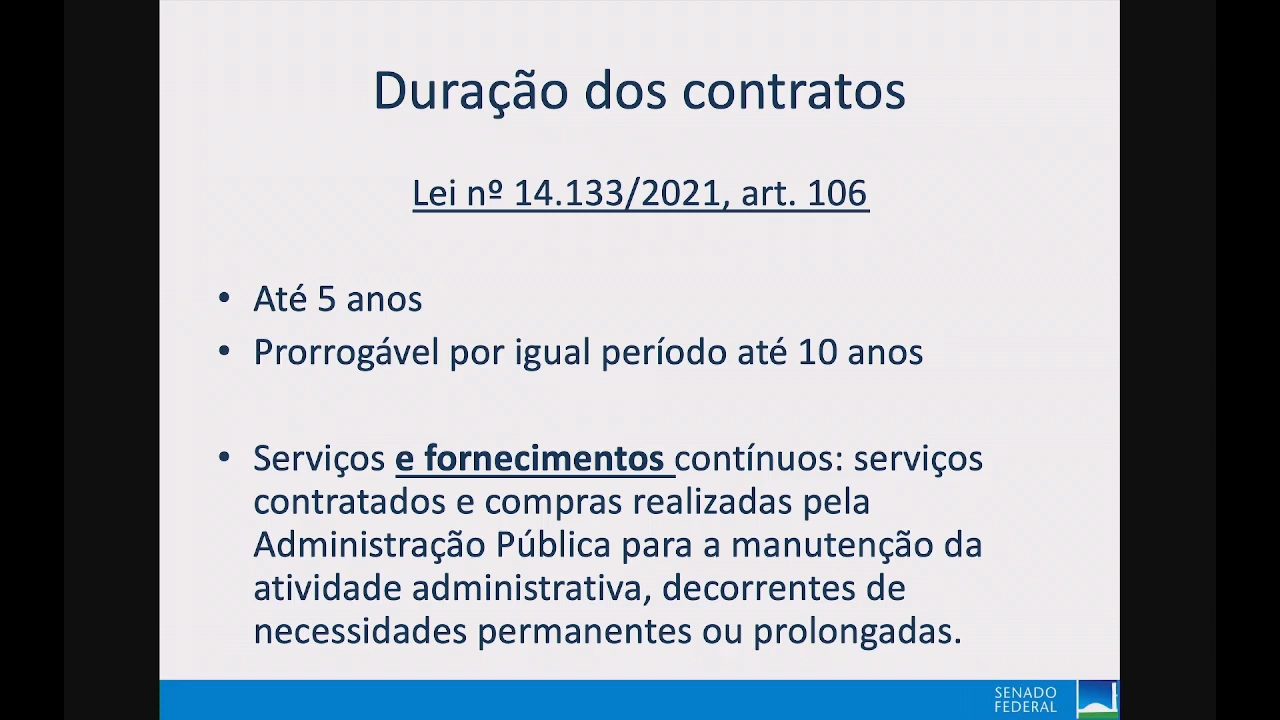 Duração dos contratos
Lei nº 14.133/2021, art. 106
• Até 5 anos
• Prorrogável por igual período até 10 anos
• Serviços e fornecimentos contínuos: serviços
contratados e compras realizadas pela
Administração Pública para a manutenção da
atividade administrativa, decorrentes de
necessidades permanentes ou prolongadas.
SENADO
FEDERAL